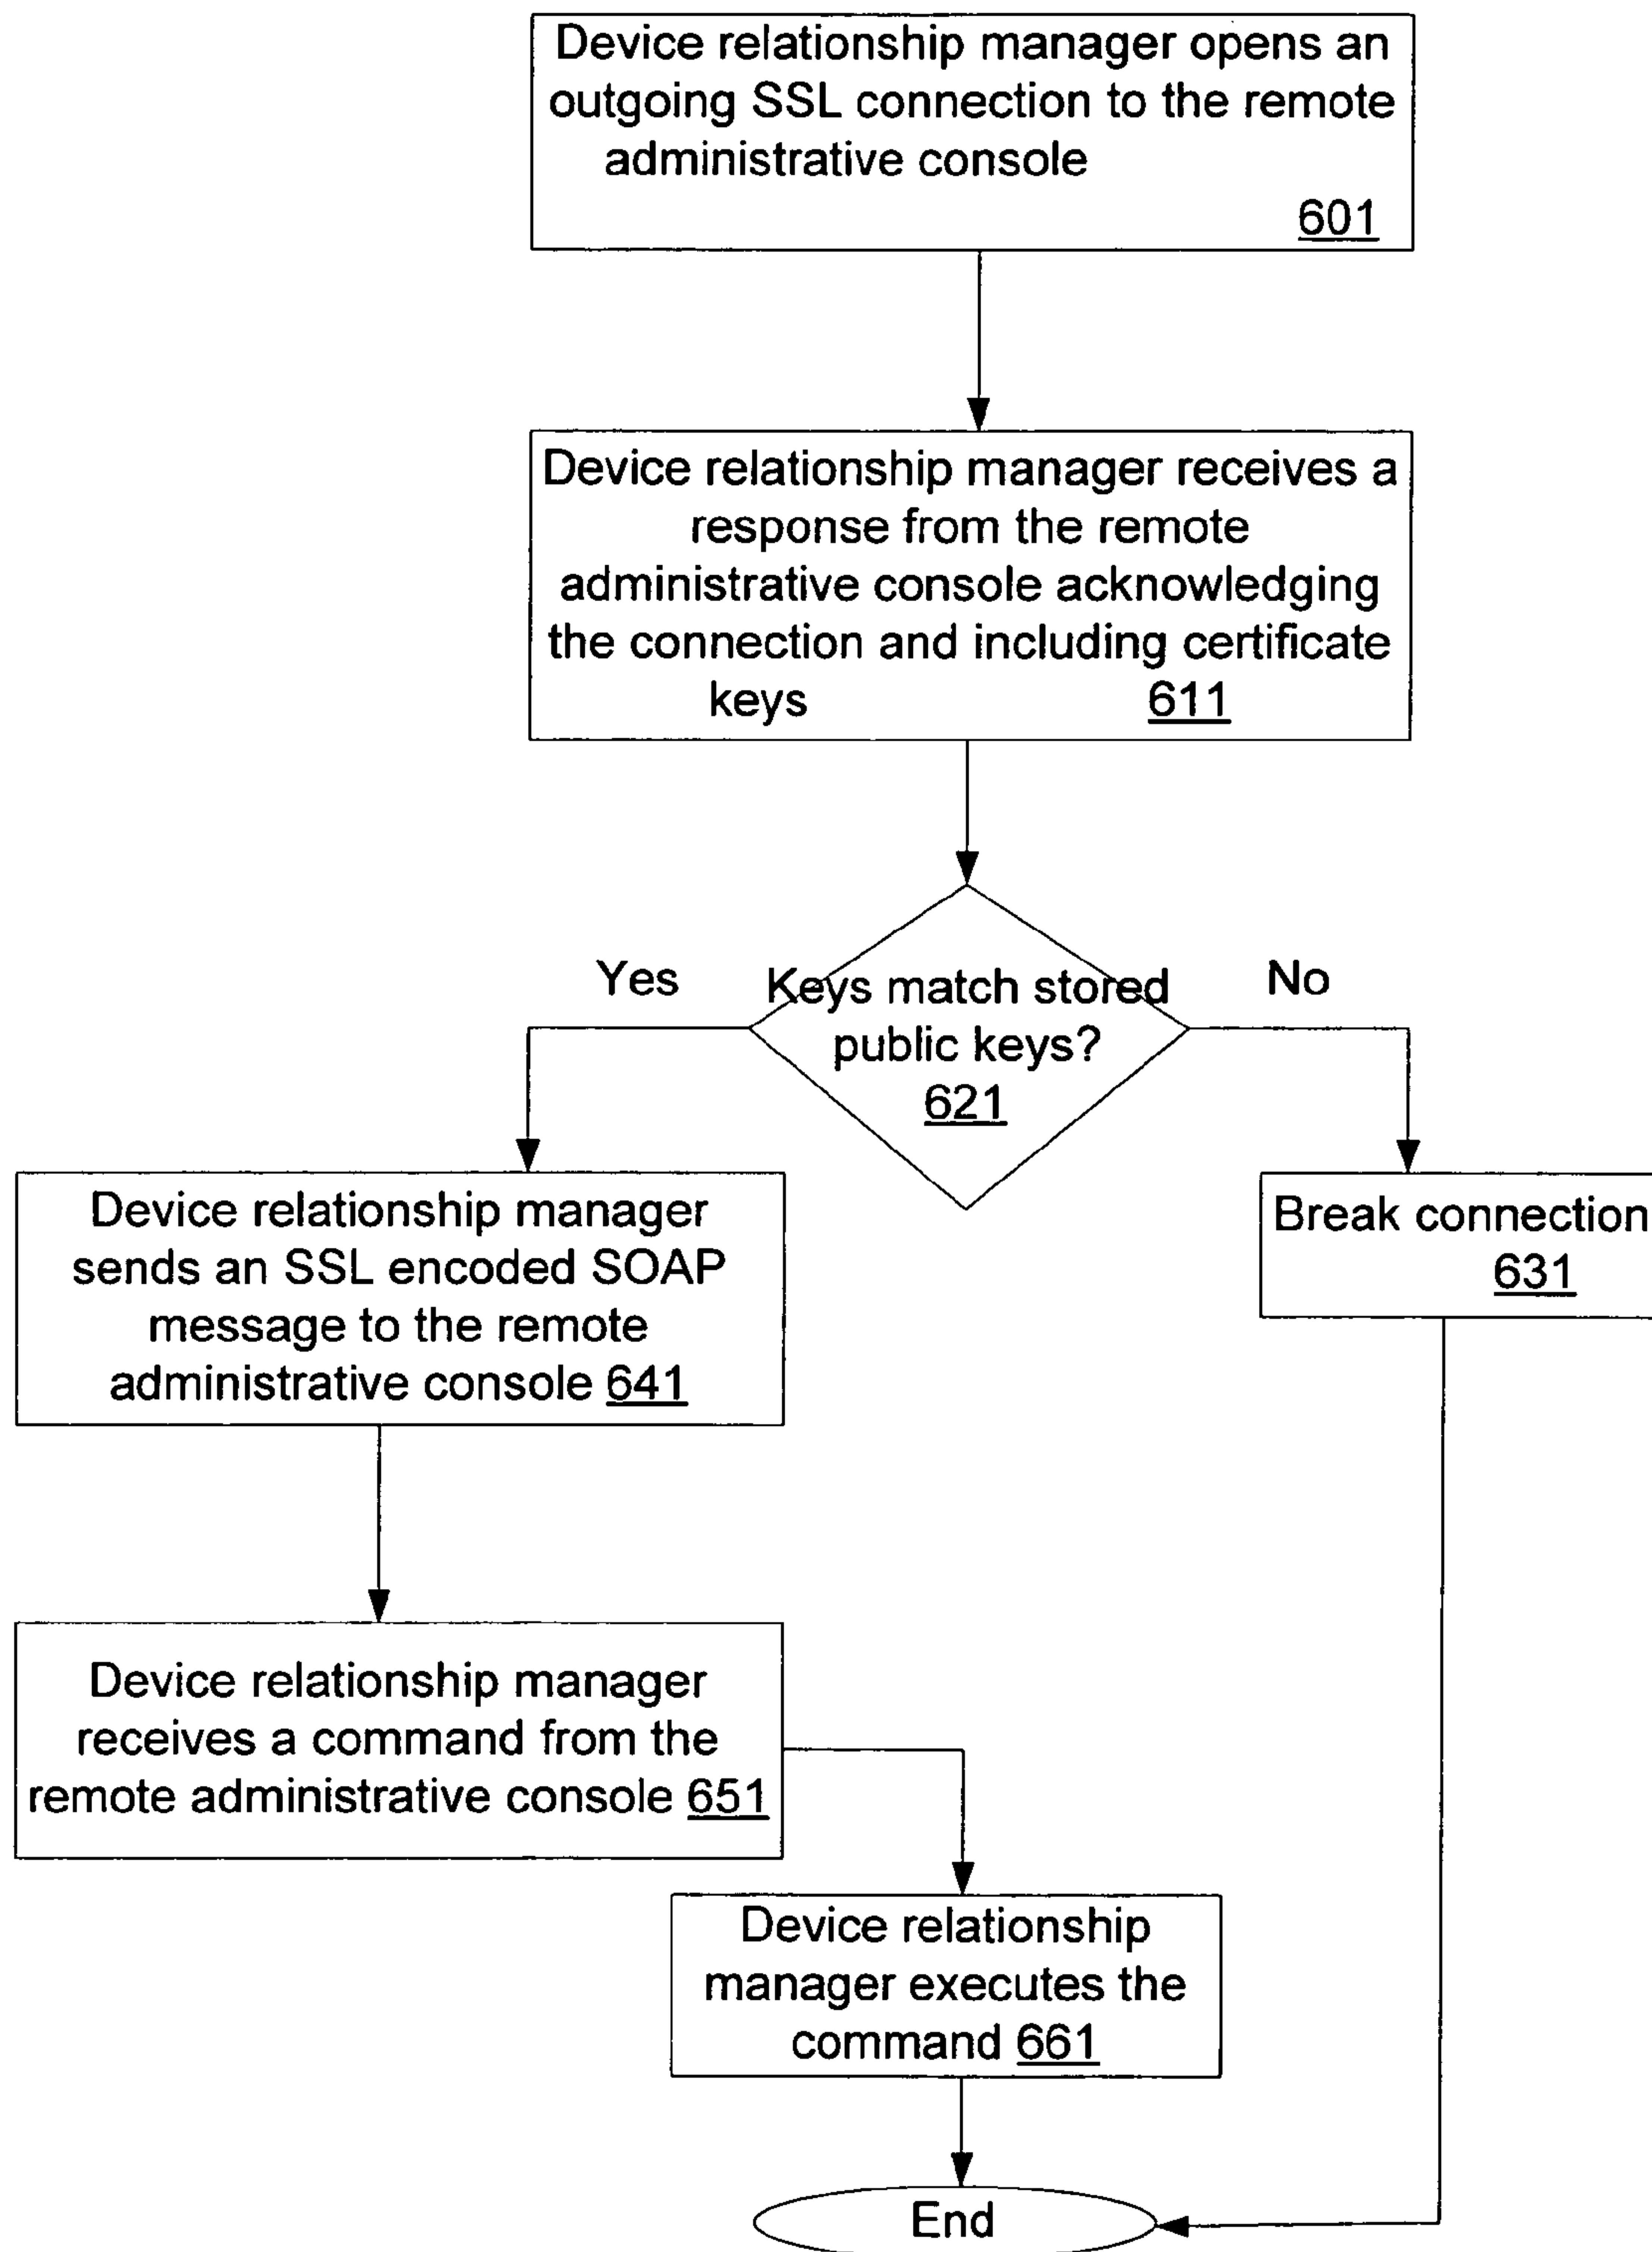 Device relationship manager opens an
outgoing SSL connection to the remote
administrative console
601
Device relationship manager receives a
response from the remote
administrative console acknowledging
the connection and including certificate
keys 611
Yes
Keys match stored
public keys?
621
No
Device relationship manager
sends an SSL encoded SOAP
message to the remote
administrative console 641
Break connection
631
Device relationship manager
receives a command from the
remote administrative console 651
Device relationship
manager executes the
command 661
End